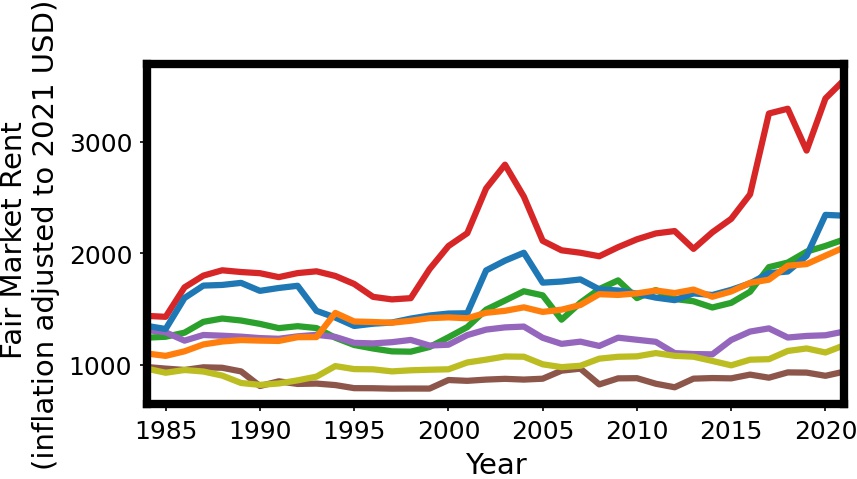 Fair Market Rent
(inflation adjusted to 2021 USD)
3000
2000
1000
1985 1990 1995 2000 2005 2010 2015 2020
Year